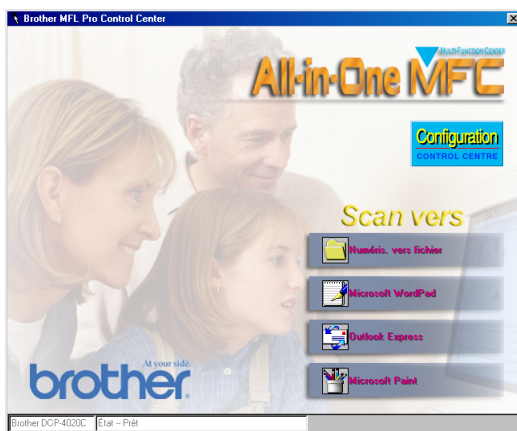 Brother MFL Pro Control Center
MULTI-FUNCTION CENTER
All-in-One MFC
Configuration
CONTROL CENTRE
Scan vers
Numéris. vers fichier
Microsoft WordPad
Outlook Express
Microsoft Paint
At your side.
brother
Brother DCP-4020C
État -- Prêt